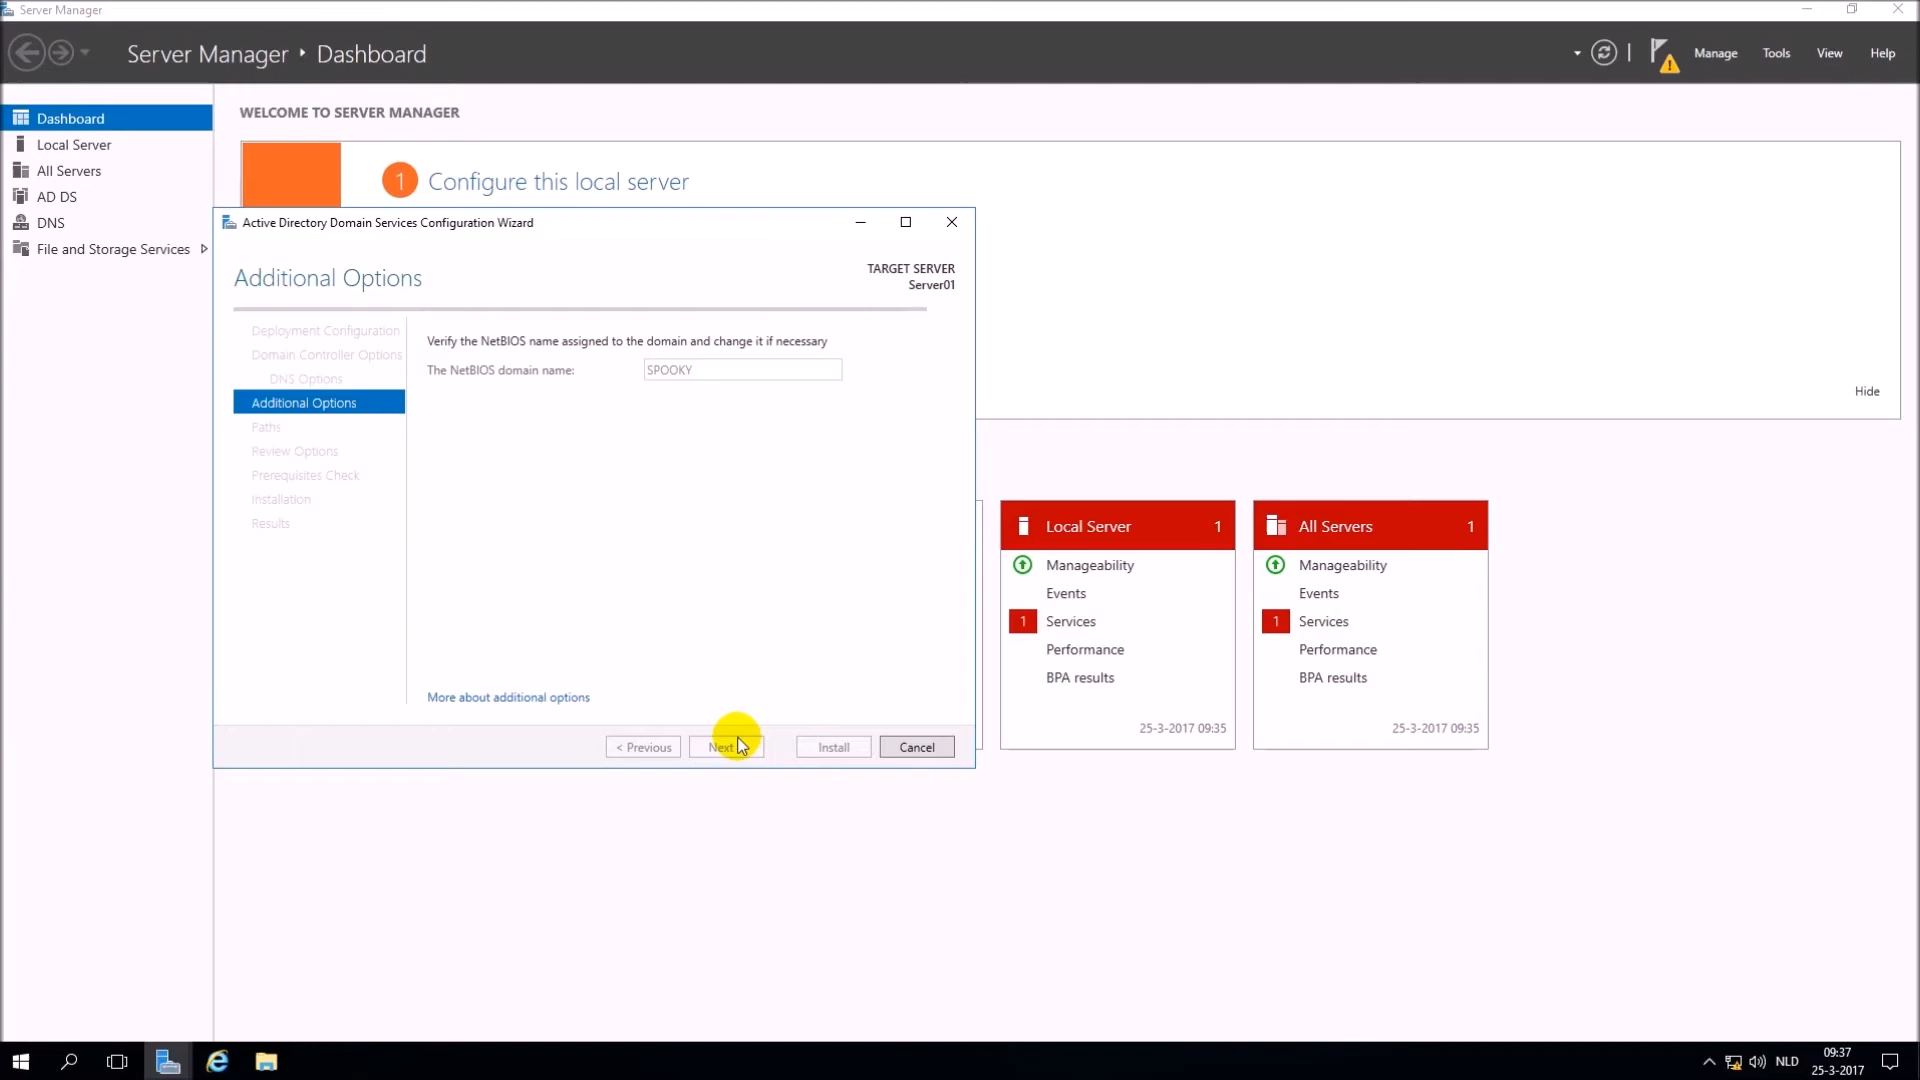 Server Manager
Server Manager ‣ Dashboard
Manage
Tools
View
Help
Dashboard
Local Server
All Servers
AD DS
DNS
File and Storage Services
WELCOME TO SERVER MANAGER
1 Configure this local server
Hide
Active Directory Domain Services Configuration Wizard
Additional Options
TARGET SERVER
Server01
Deployment Configuration
Domain Controller Options
DNS Options
Additional Options
Paths
Review Options
Prerequisites Check
Installation
Results
Verify the NetBIOS name assigned to the domain and change it if necessary
The NetBIOS domain name: SPOOKY
More about additional options
< Previous
Next
Install
Cancel
Local Server 1
Manageability
Events
1 Services
Performance
BPA results
25-3-2017 09:35
All Servers 1
Manageability
Events
1 Services
Performance
BPA results
25-3-2017 09:35
NLD
09:37
25-3-2017